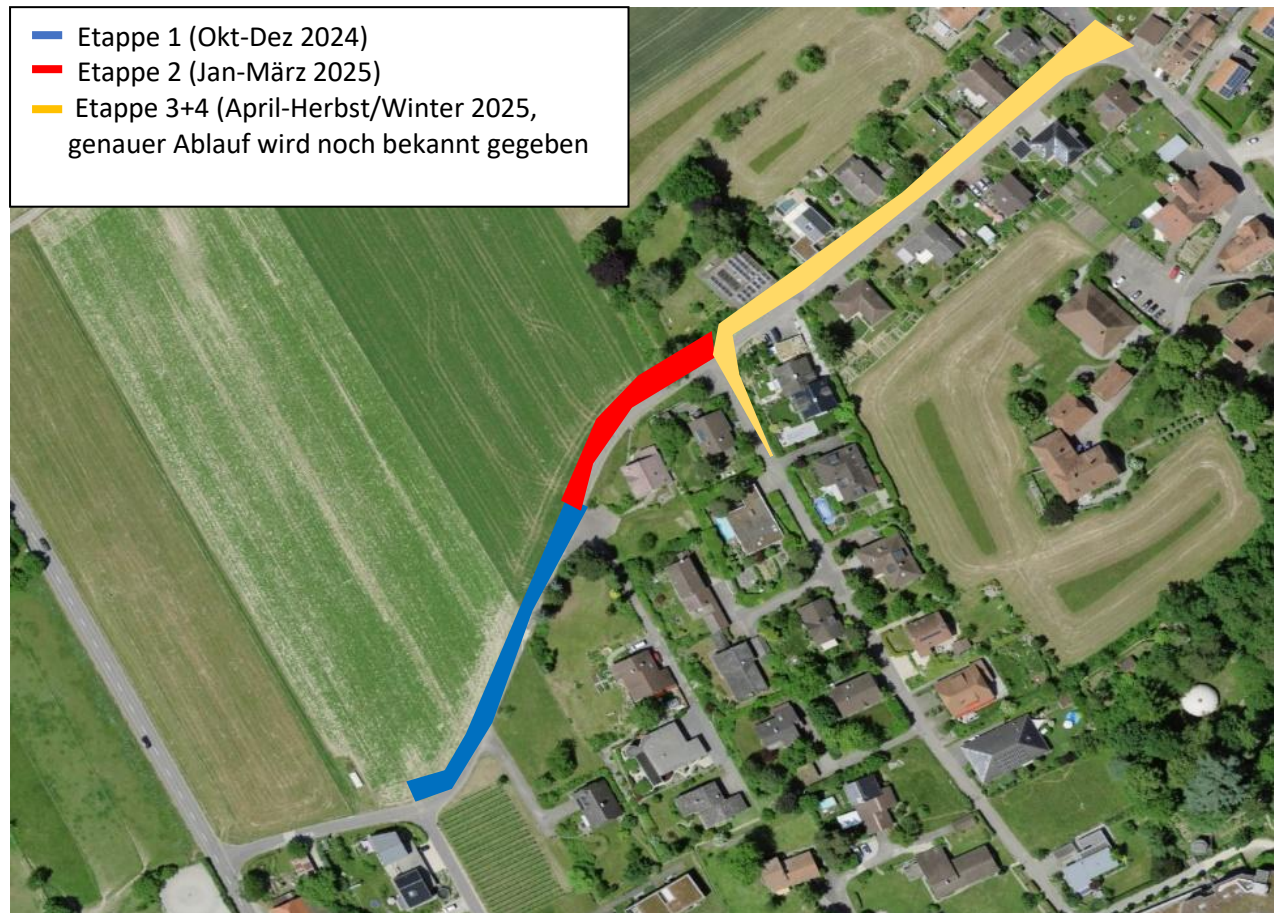 Etappe 1 (Okt-Dez 2024)
Etappe 2 (Jan-März 2025)
Etappe 3+4 (April-Herbst/Winter 2025,
genauer Ablauf wird noch bekannt gegeben